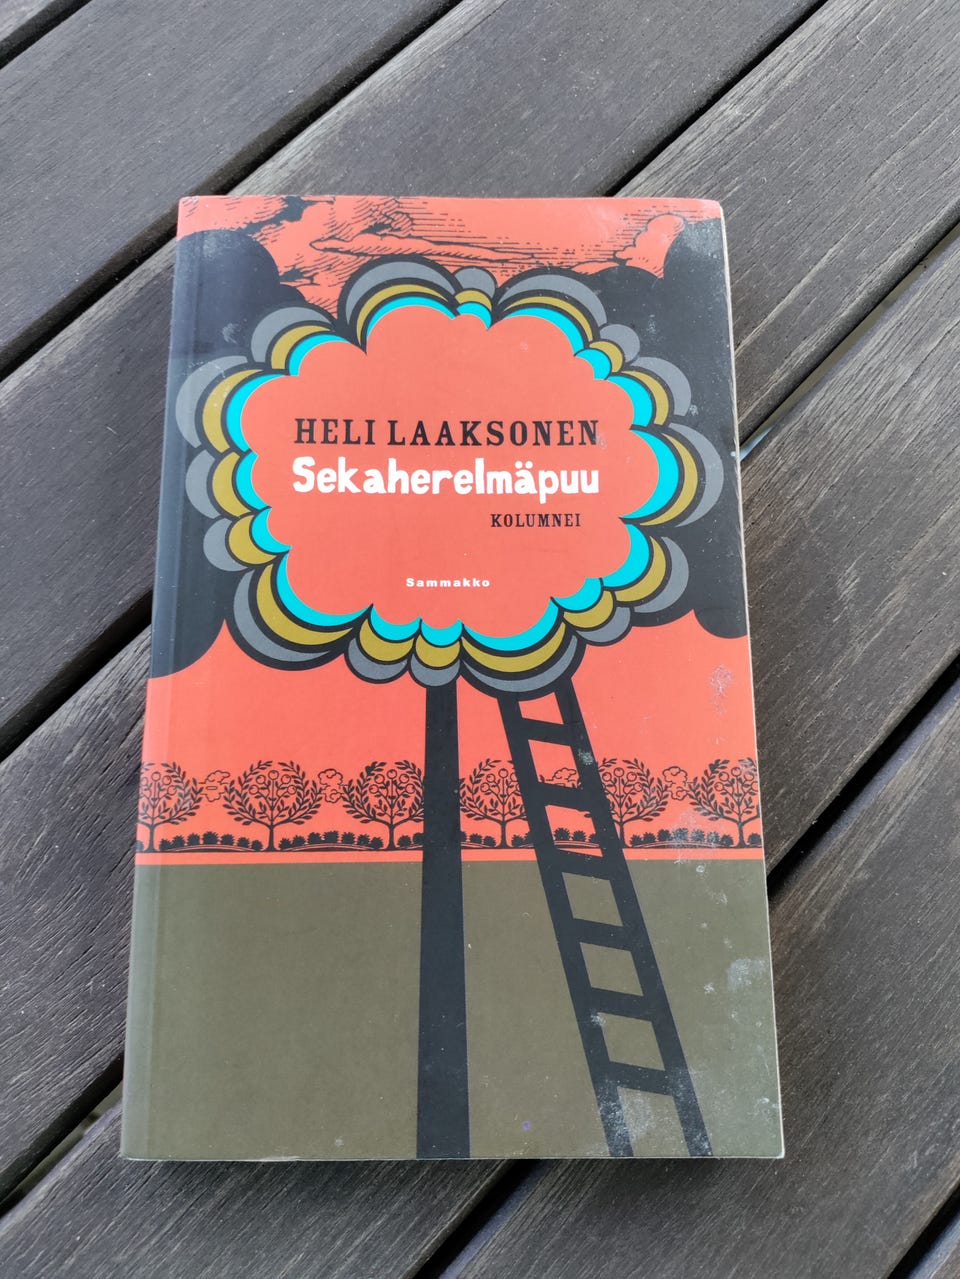 HELI LAAKSONEN
Sekaherelmäpuu
KOLUMNEI
Sammakko